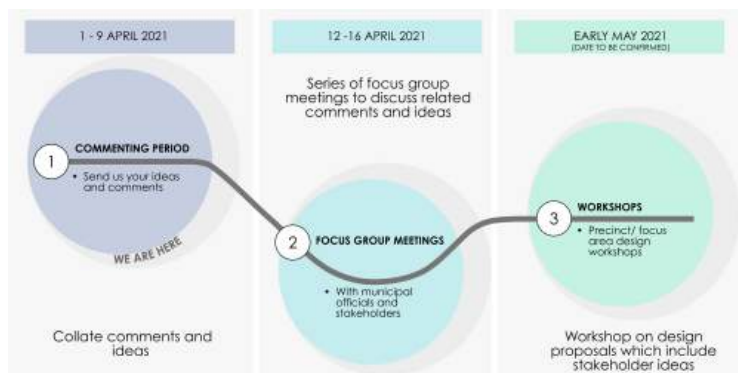 1 - 9 APRIL 2021
1
COMMENTING PERIOD
• Send us your ideas
and comments
WE ARE HERE
Collate comments and
ideas
12 -16 APRIL 2021
Series of focus group
meetings to discuss related
comments and ideas
2
FOCUS GROUP MEETINGS
• With municipal
officials and
stakeholders
EARLY MAY 2021
(DATE TO BE CONFIRMED)
3
WORKSHOPS
• Precinct/ focus
area design
workshops
Workshop on design
proposals which include
stakeholder ideas